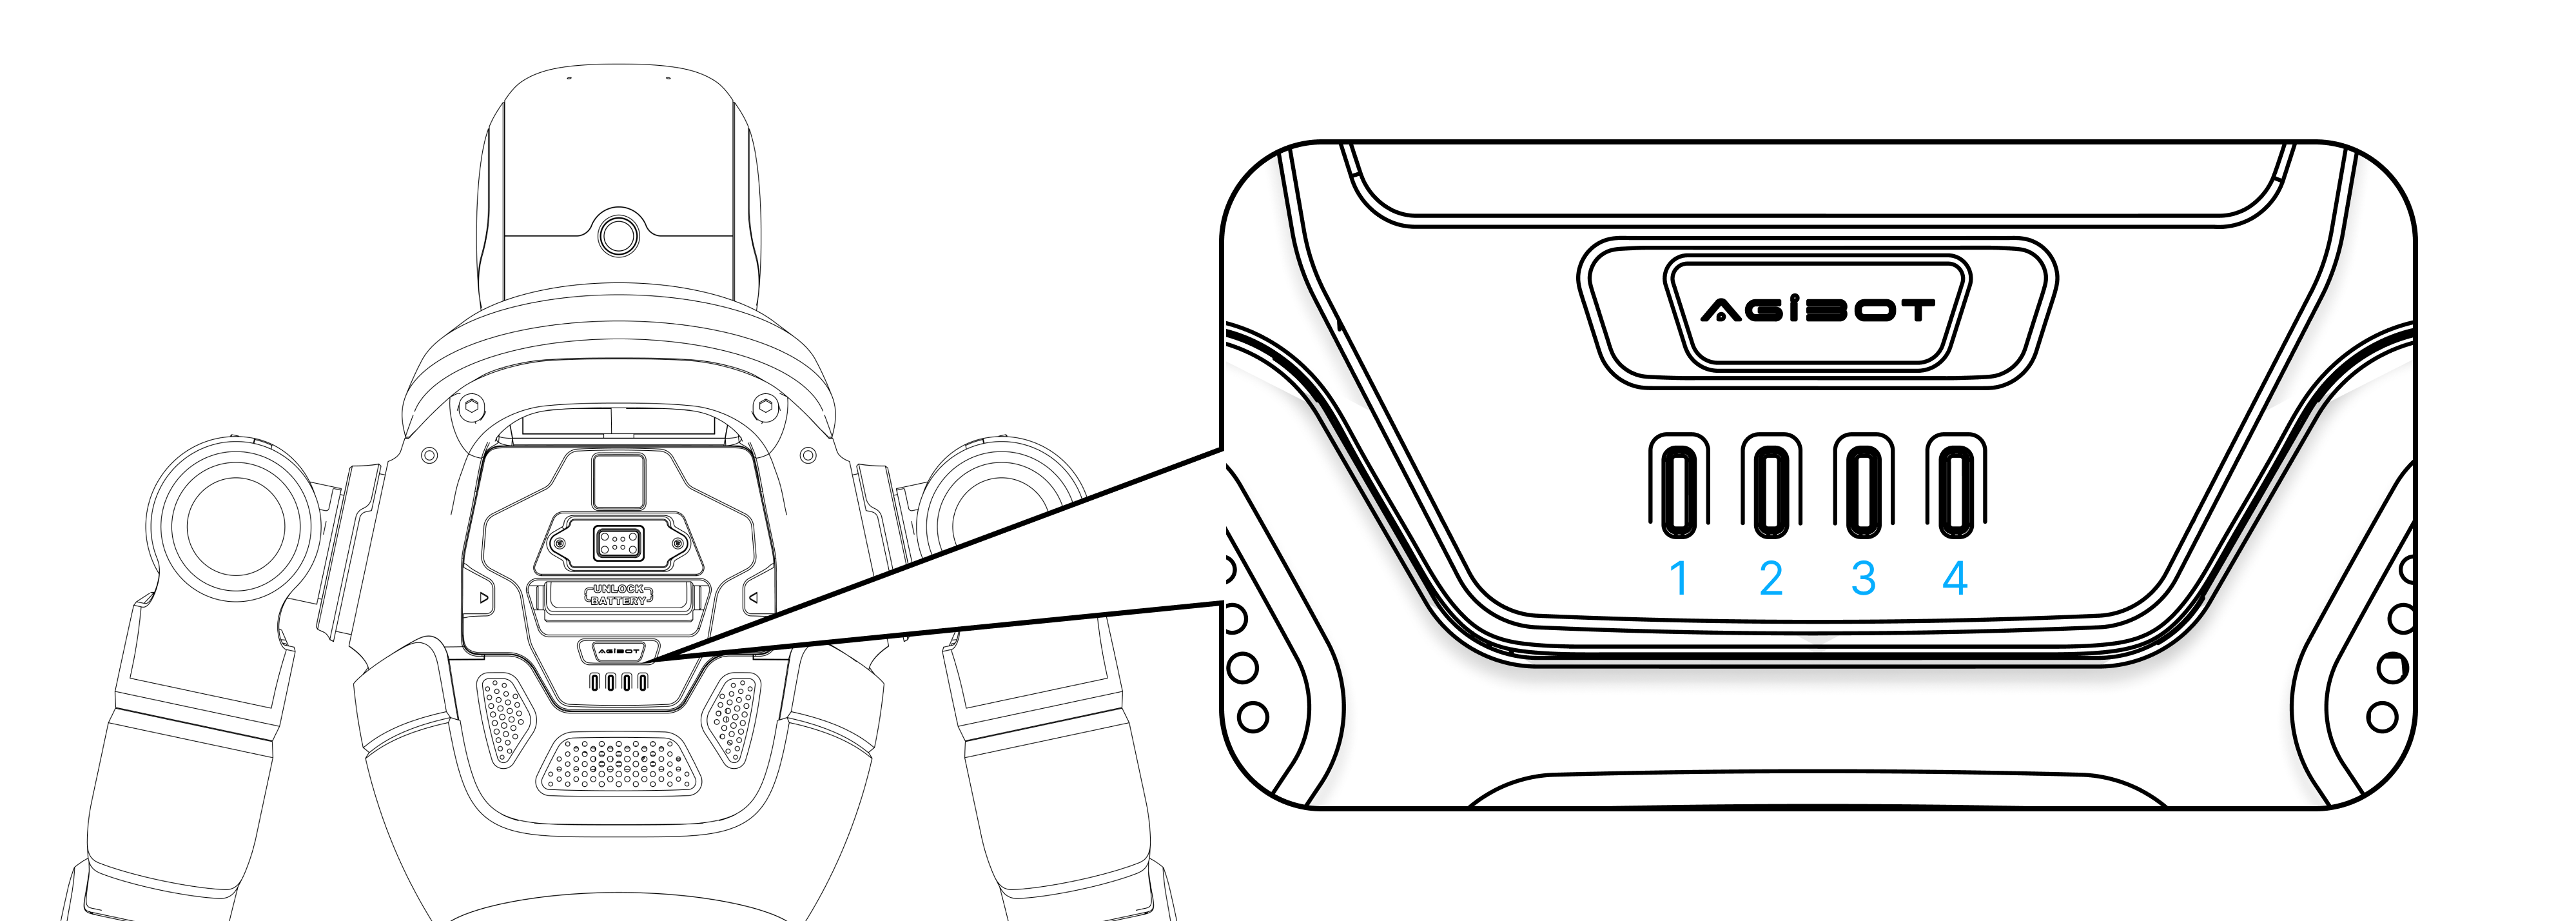 UNLOCK
BATTERY
AGIBOT
AGIBOT
1 2 3 4